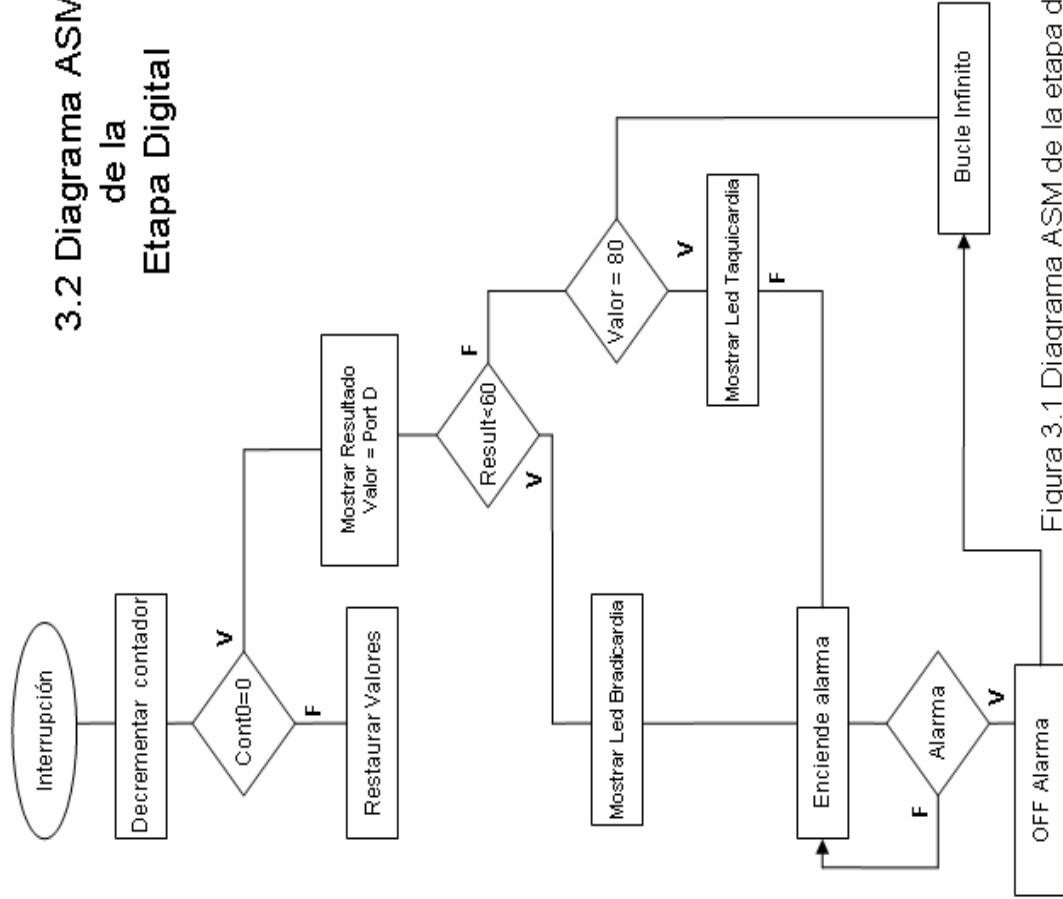 3.2 Diagrama ASM
de la
Etapa Digital
Interrupción
Decrementar contador
Cont0=0
V
F
Restaurar Valores
Mostrar Resultado
Valor = Port D
Result<60
F
V
Valor = 80
V
Mostrar Led Taquicardia
F
Mostrar Led Bradicardia
Enciende alarma
Alarma
F
V
OFF Alarma
Bucle Infinito
Figura 3.1 Diagrama ASM de la etapa d